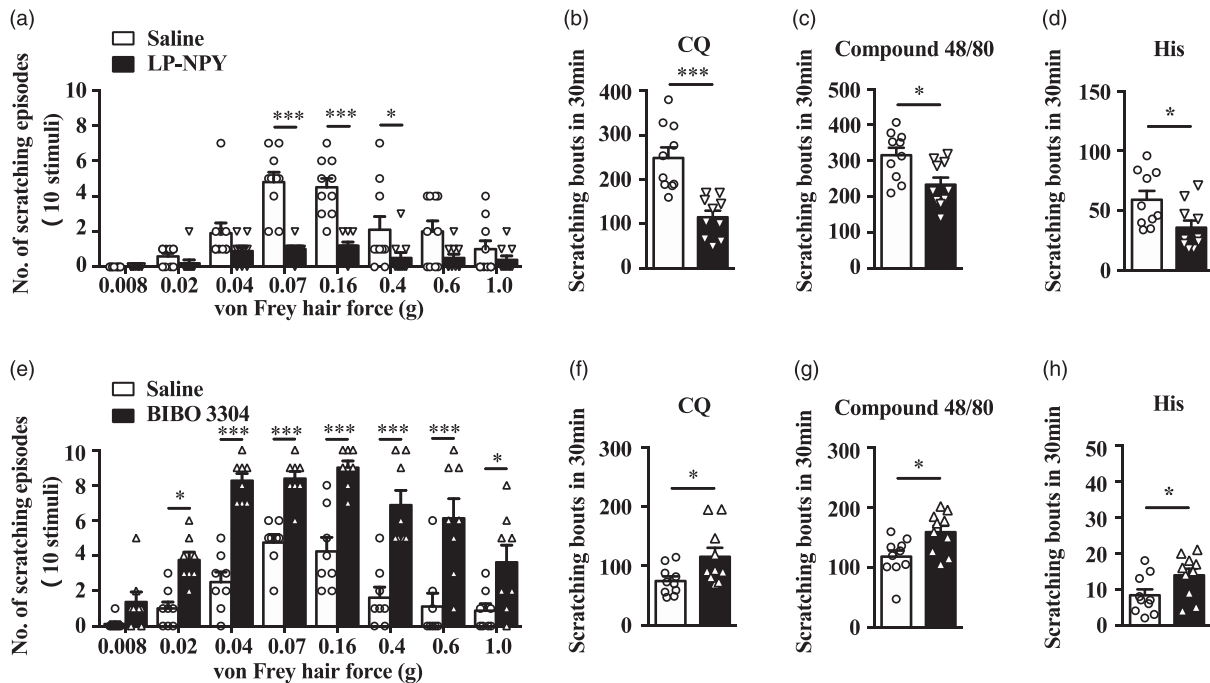 (a)
Saline
LP-NPY
No. of scratching episodes
( 10 stimuli)
10
8
6
4
2
0
*** *** *
0.008 0.02 0.04 0.07 0.16 0.4 0.6 1.0
von Frey hair force (g)
(b)
CQ
Scratching bouts in 30min
400
300
200
100
0
***
(c)
Compound 48/80
Scratching bouts in 30min
500
400
300
200
100
0
*
(d)
His
Scratching bouts in 30min
150
100
50
0
*
(e)
Saline
BIBO 3304
No. of scratching episodes
( 10 stimuli)
10
8
6
4
2
0
* *** *** *** *** *** *
0.008 0.02 0.04 0.07 0.16 0.4 0.6 1.0
von Frey hair force (g)
(f)
CQ
Scratching bouts in 30min
300
200
100
0
*
(g)
Compound 48/80
Scratching bouts in 30min
300
200
100
0
*
(h)
His
Scratching bouts in 30min
50
40
30
20
10
0
*